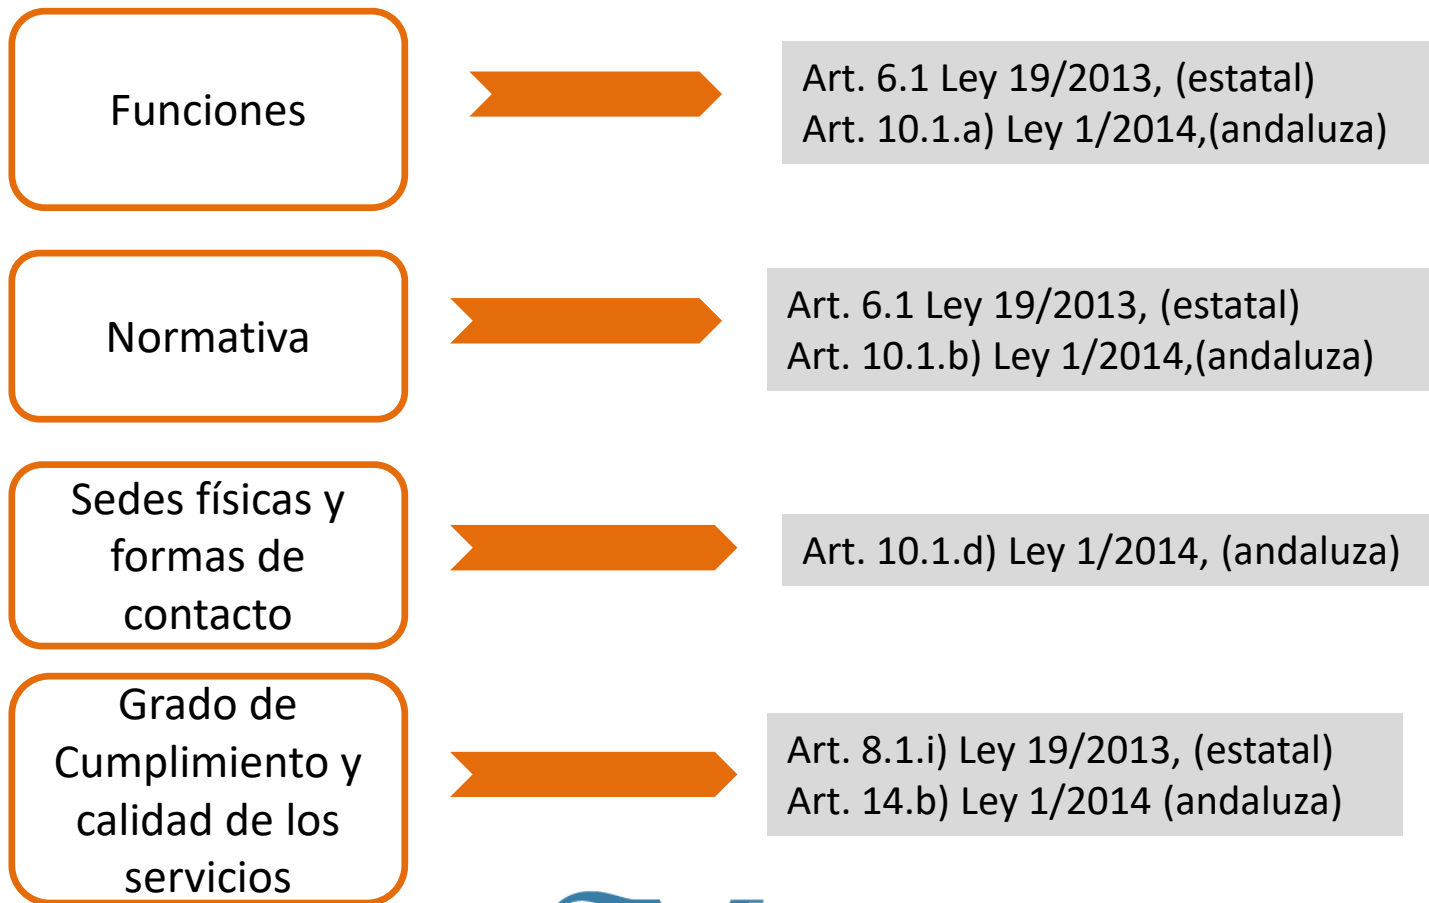 Funciones
Art. 6.1 Ley 19/2013, (estatal)
Art. 10.1.a) Ley 1/2014,(andaluza)
Normativa
Art. 6.1 Ley 19/2013, (estatal)
Art. 10.1.b) Ley 1/2014,(andaluza)
Sedes físicas y
formas de
contacto
Art. 10.1.d) Ley 1/2014, (andaluza)
Grado de
Cumplimiento y
calidad de los
servicios
Art. 8.1.i) Ley 19/2013, (estatal)
Art. 14.b) Ley 1/2014 (andaluza)